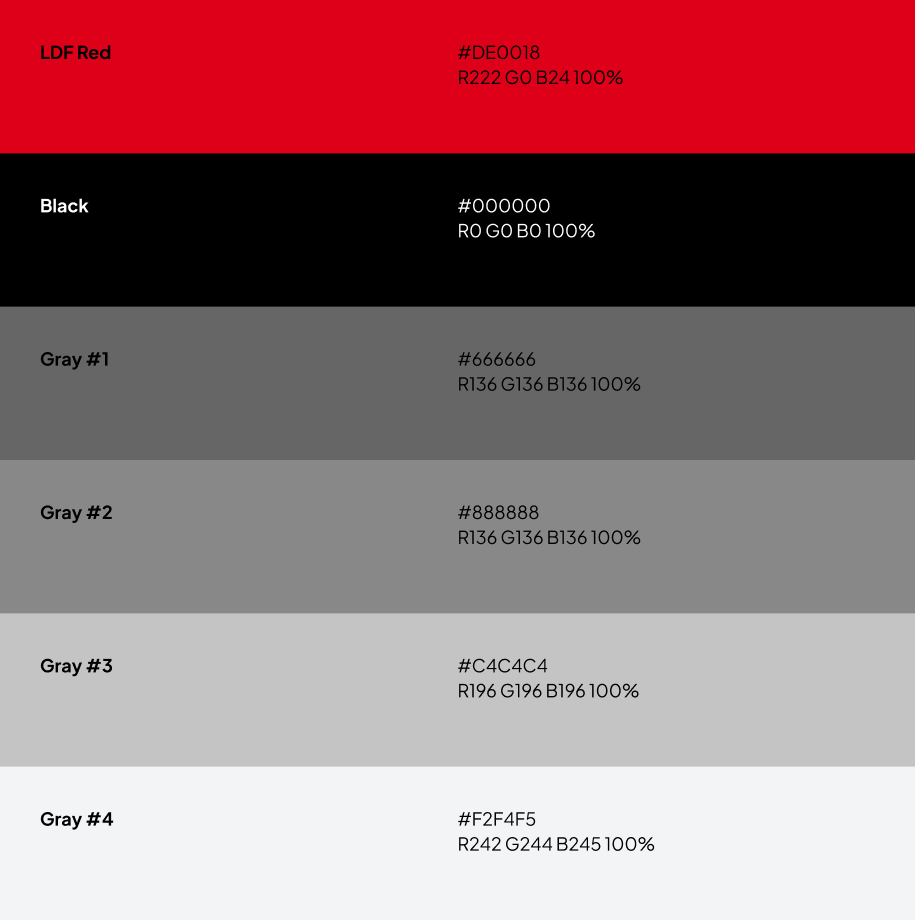 LDF Red
#DE0018
R222 G0 B24 100%
Black
#000000
R0 G0 B0 100%
Gray #1
#666666
R136 G136 B136 100%
Gray #2
#888888
R136 G136 B136 100%
Gray #3
#C4C4C4
R196 G196 B196 100%
Gray #4
#F2F4F5
R242 G244 B245 100%